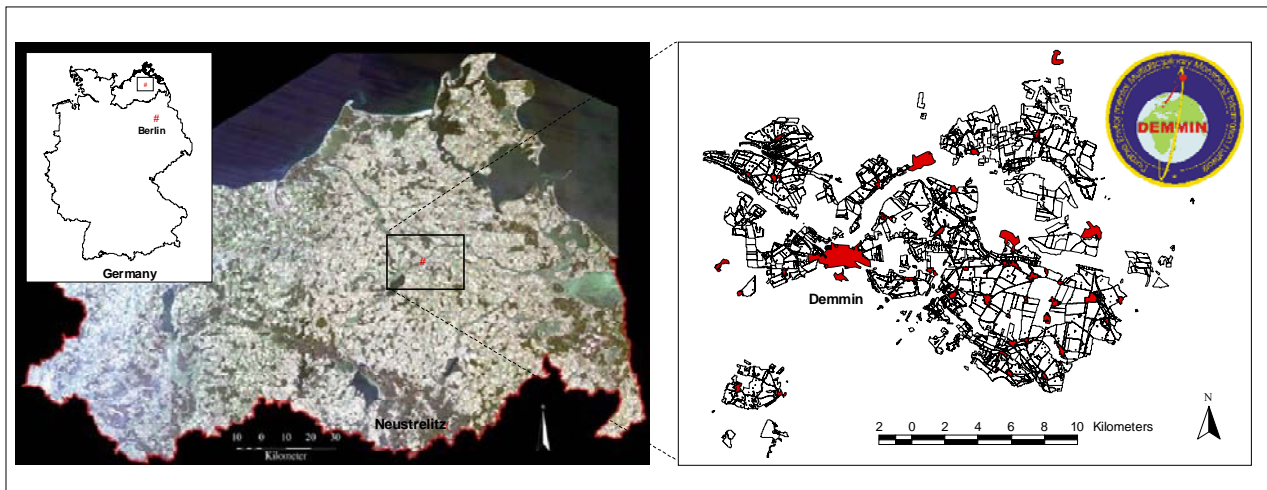 #
#
Berlin
Germany
#
Neustrelitz
10 0 10 20 30
Kilometer
DEMMIN
Demmin
N
2 0 2 4 6 8 10 Kilometers